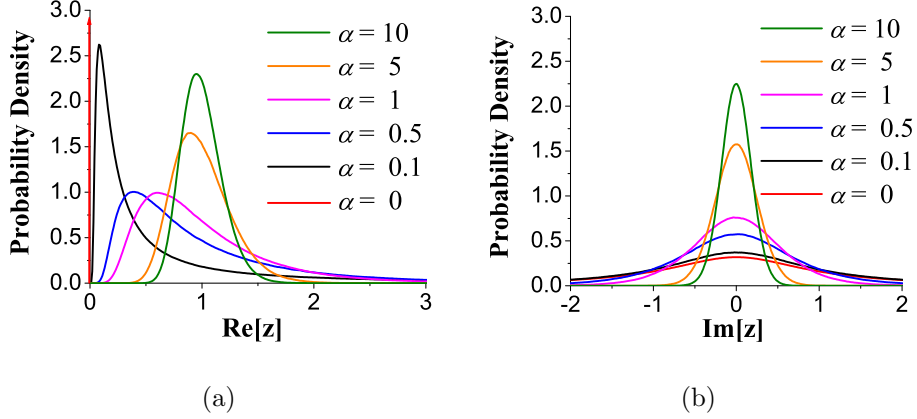 Probability Density
3.0
2.5
2.0
1.5
1.0
0.5
0.0
α = 10
α = 5
α = 1
α = 0.5
α = 0.1
α = 0
0 1 2 3
Re[z]
(a)
Probability Density
3.0
2.5
2.0
1.5
1.0
0.5
0.0
α = 10
α = 5
α = 1
α = 0.5
α = 0.1
α = 0
-2 -1 0 1 2
Im[z]
(b)